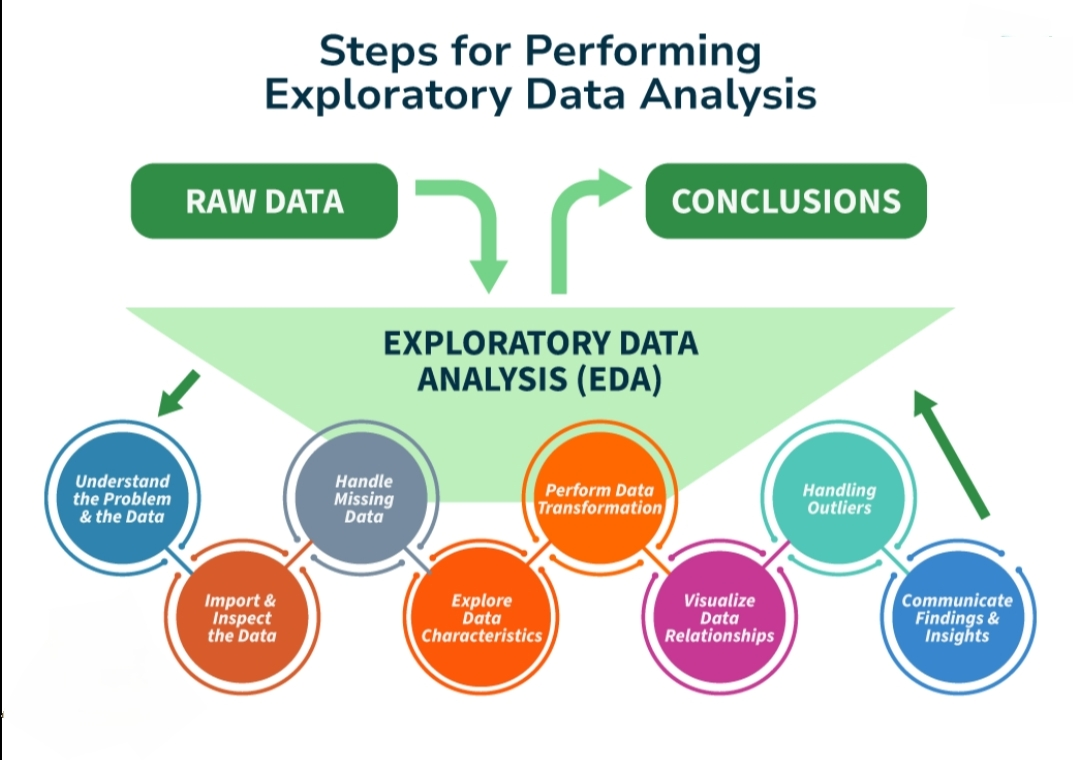 Steps for Performing
Exploratory Data Analysis
RAW DATA
CONCLUSIONS
EXPLORATORY DATA
ANALYSIS (EDA)
Understand
the Problem
& the Data
Import &
Inspect
the Data
Handle
Missing
Data
Explore
Data
Characteristics
Perform Data
Transformation
Visualize
Data
Relationships
Handling
Outliers
Communicate
Findings &
Insights